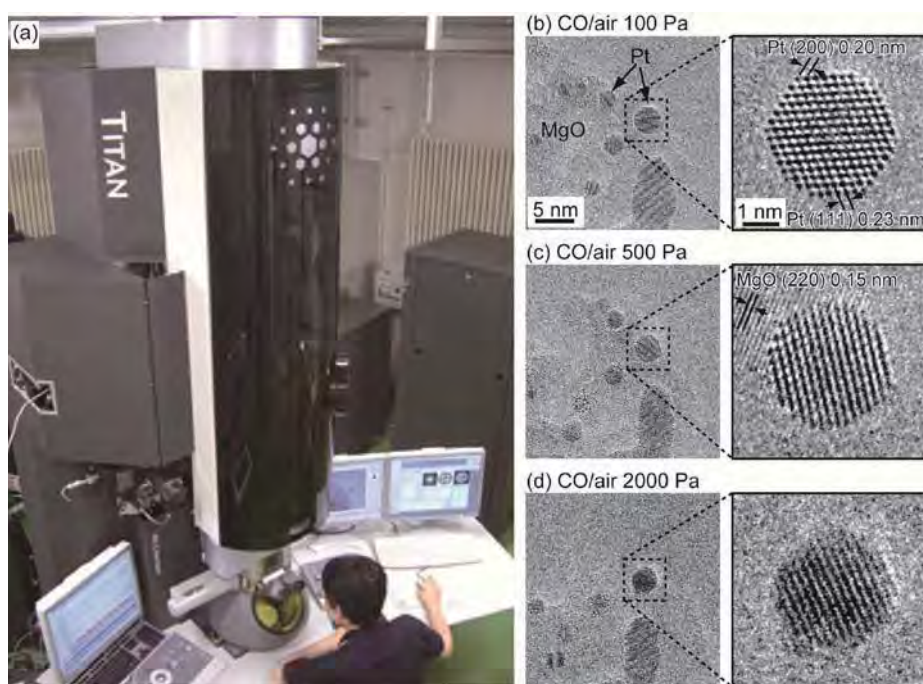 (a)
TITAN
(b) CO/air 100 Pa
Pt
MgO
5 nm
Pt (200) 0.20 nm
1 nm
Pt (111) 0.23 nm
(c) CO/air 500 Pa
MgO (220) 0.15 nm
(d) CO/air 2000 Pa